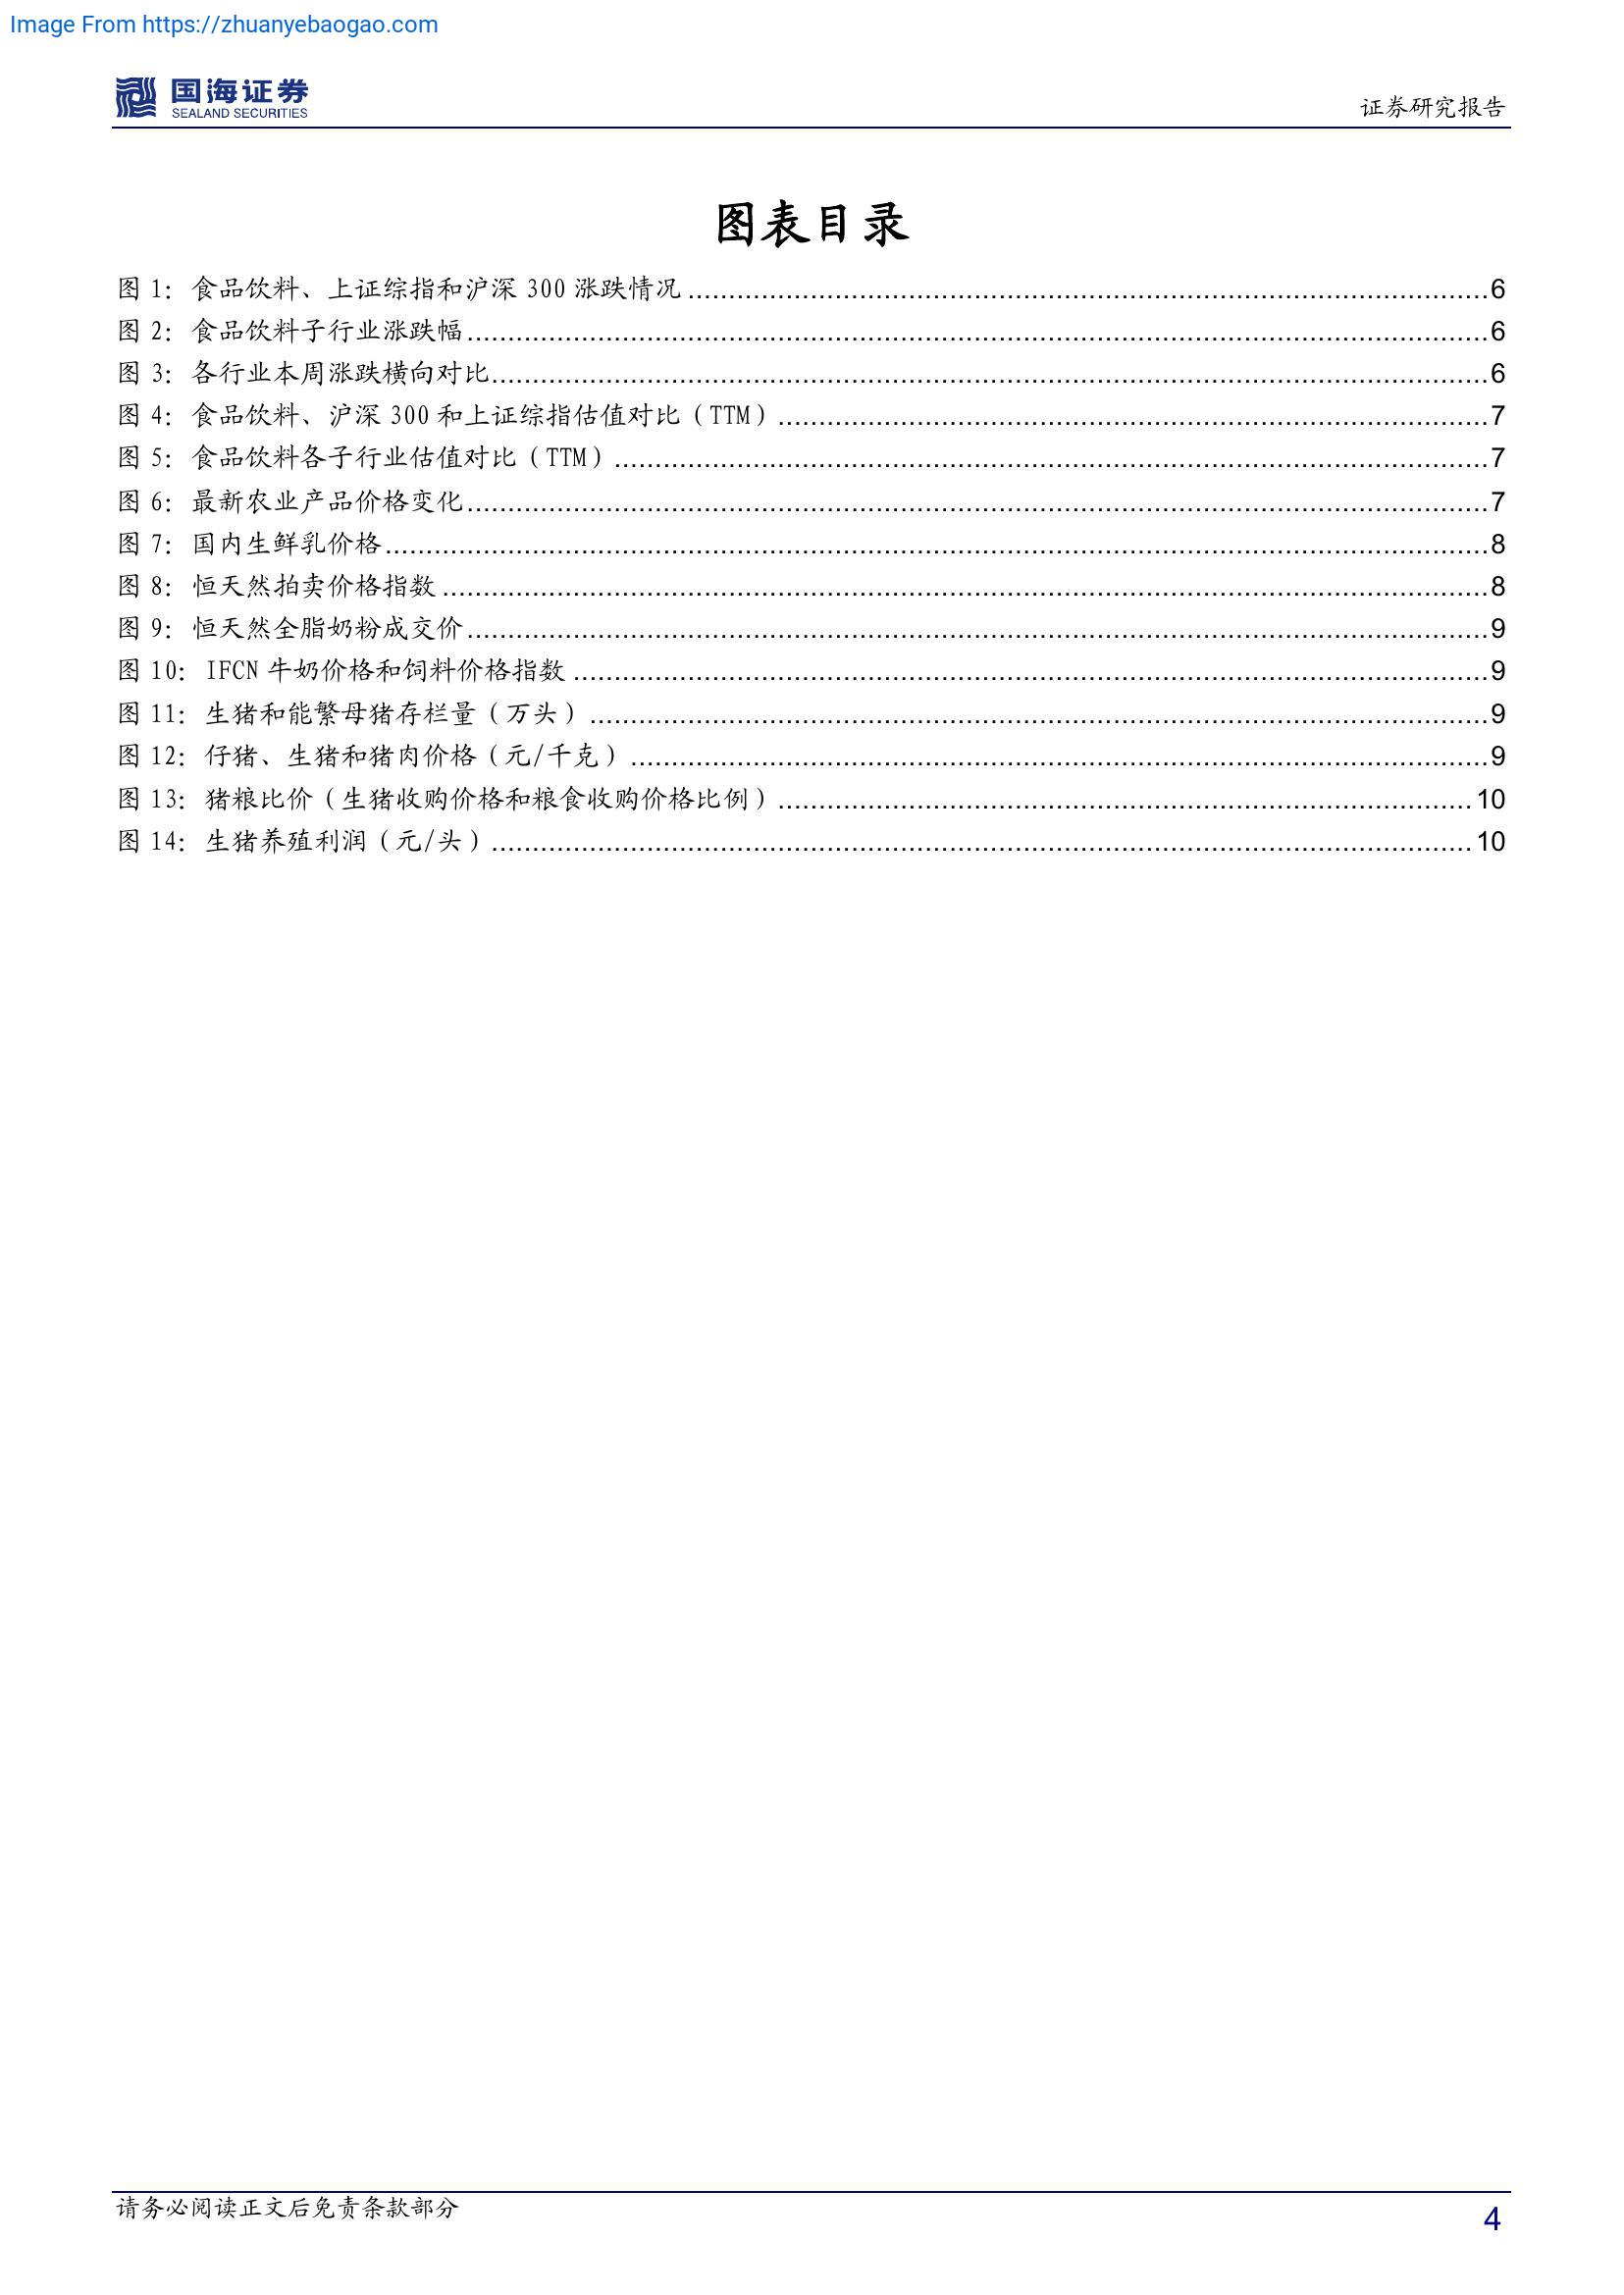 Image From https://zhuanyebaogao.com
国海证券
SEALAND SECURITIES
证券研究报告
图表目录
图 1：食品饮料、上证综指和沪深 300 涨跌情况 ........ 6
图 2：食品饮料子行业涨跌幅 ........ 6
图 3：各行业本周涨跌横向对比 ........ 6
图 4：食品饮料、沪深 300 和上证综指估值对比（TTM） ........ 7
图 5：食品饮料各子行业估值对比（TTM） ........ 7
图 6：最新农业产品价格变化 ........ 7
图 7：国内生鲜乳价格 ........ 8
图 8：恒天然拍卖价格指数 ........ 8
图 9：恒天然全脂奶粉成交价 ........ 9
图 10：IFCN 牛奶价格和饲料价格指数 ........ 9
图 11：生猪和能繁母猪存栏量（万头） ........ 9
图 12：仔猪、生猪和猪肉价格（元/千克） ........ 9
图 13：猪粮比价（生猪收购价格和粮食收购价格比例） ........ 10
图 14：生猪养殖利润（元/头） ........ 10
请务必阅读正文后免责条款部分
4